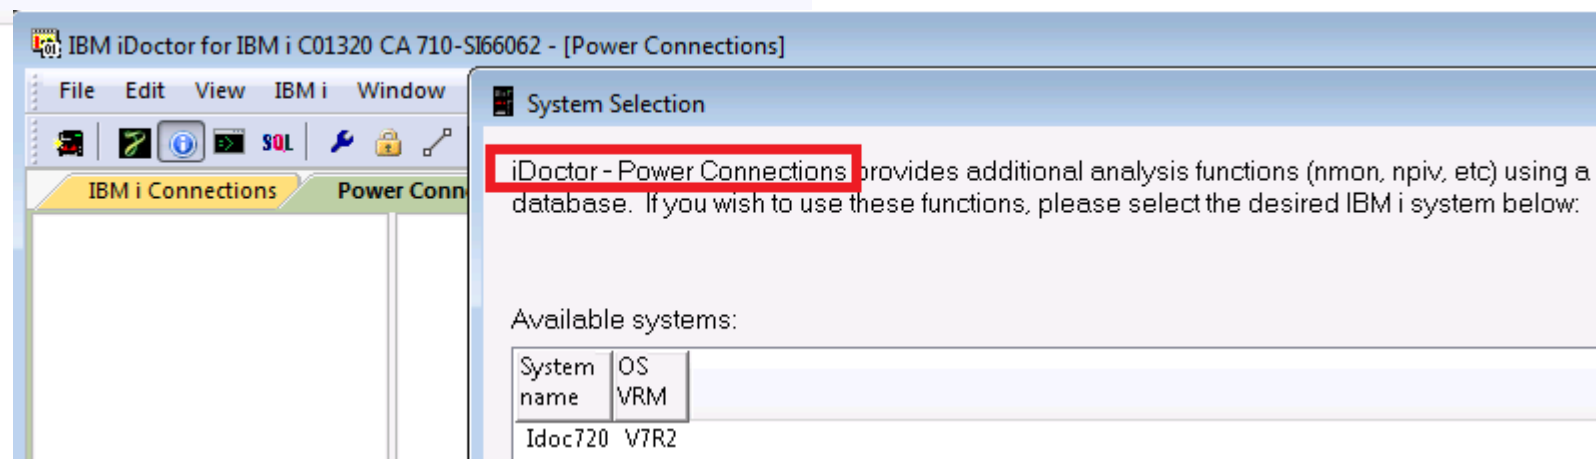 IBM iDoctor for IBM i C01320 CA 710-SI66062 - [Power Connections]
File Edit View IBM i Window
System Selection
SQL
IBM i Connections Power Conn
iDoctor - Power Connections provides additional analysis functions (nmon, npiv, etc) using a
database. If you wish to use these functions, please select the desired IBM i system below:
Available systems:
System OS
name VRM
Idoc720 V7R2